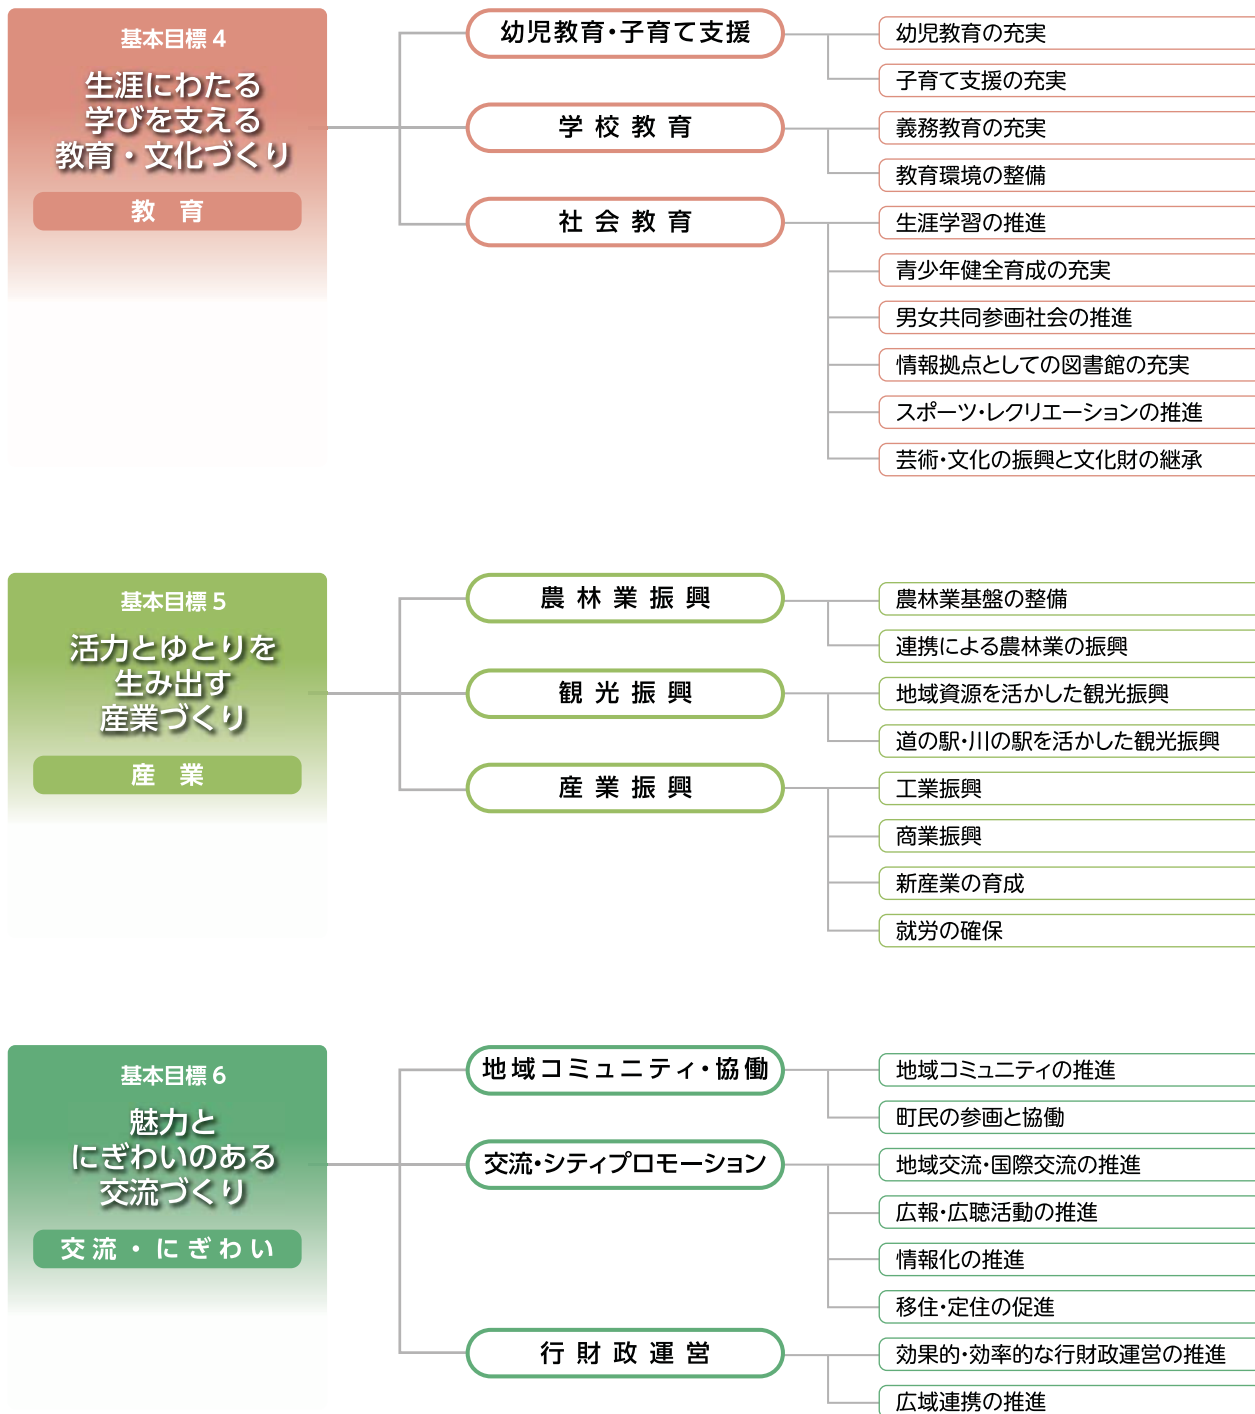 基本目標 4
生涯にわたる
学びを支える
教育・文化づくり
教 育
幼児教育・子育て支援
幼児教育の充実
子育て支援の充実
学校教育
義務教育の充実
教育環境の整備
社会教育
生涯学習の推進
青少年健全育成の充実
男女共同参画社会の推進
情報拠点としての図書館の充実
スポーツ・レクリエーションの推進
芸術・文化の振興と文化財の継承
基本目標 5
活力とゆとりを
生み出す
産業づくり
産 業
農林業振興
農林業基盤の整備
連携による農林業の振興
観光振興
地域資源を活かした観光振興
道の駅・川の駅を活かした観光振興
産業振興
工業振興
商業振興
新産業の育成
就労の確保
基本目標 6
魅力と
にぎわいのある
交流づくり
交流・にぎわい
地域コミュニティ・協働
地域コミュニティの推進
町民の参画と協働
交流・シティプロモーション
地域交流・国際交流の推進
広報・広聴活動の推進
情報化の推進
移住・定住の促進
行財政運営
効果的・効率的な行財政運営の推進
広域連携の推進